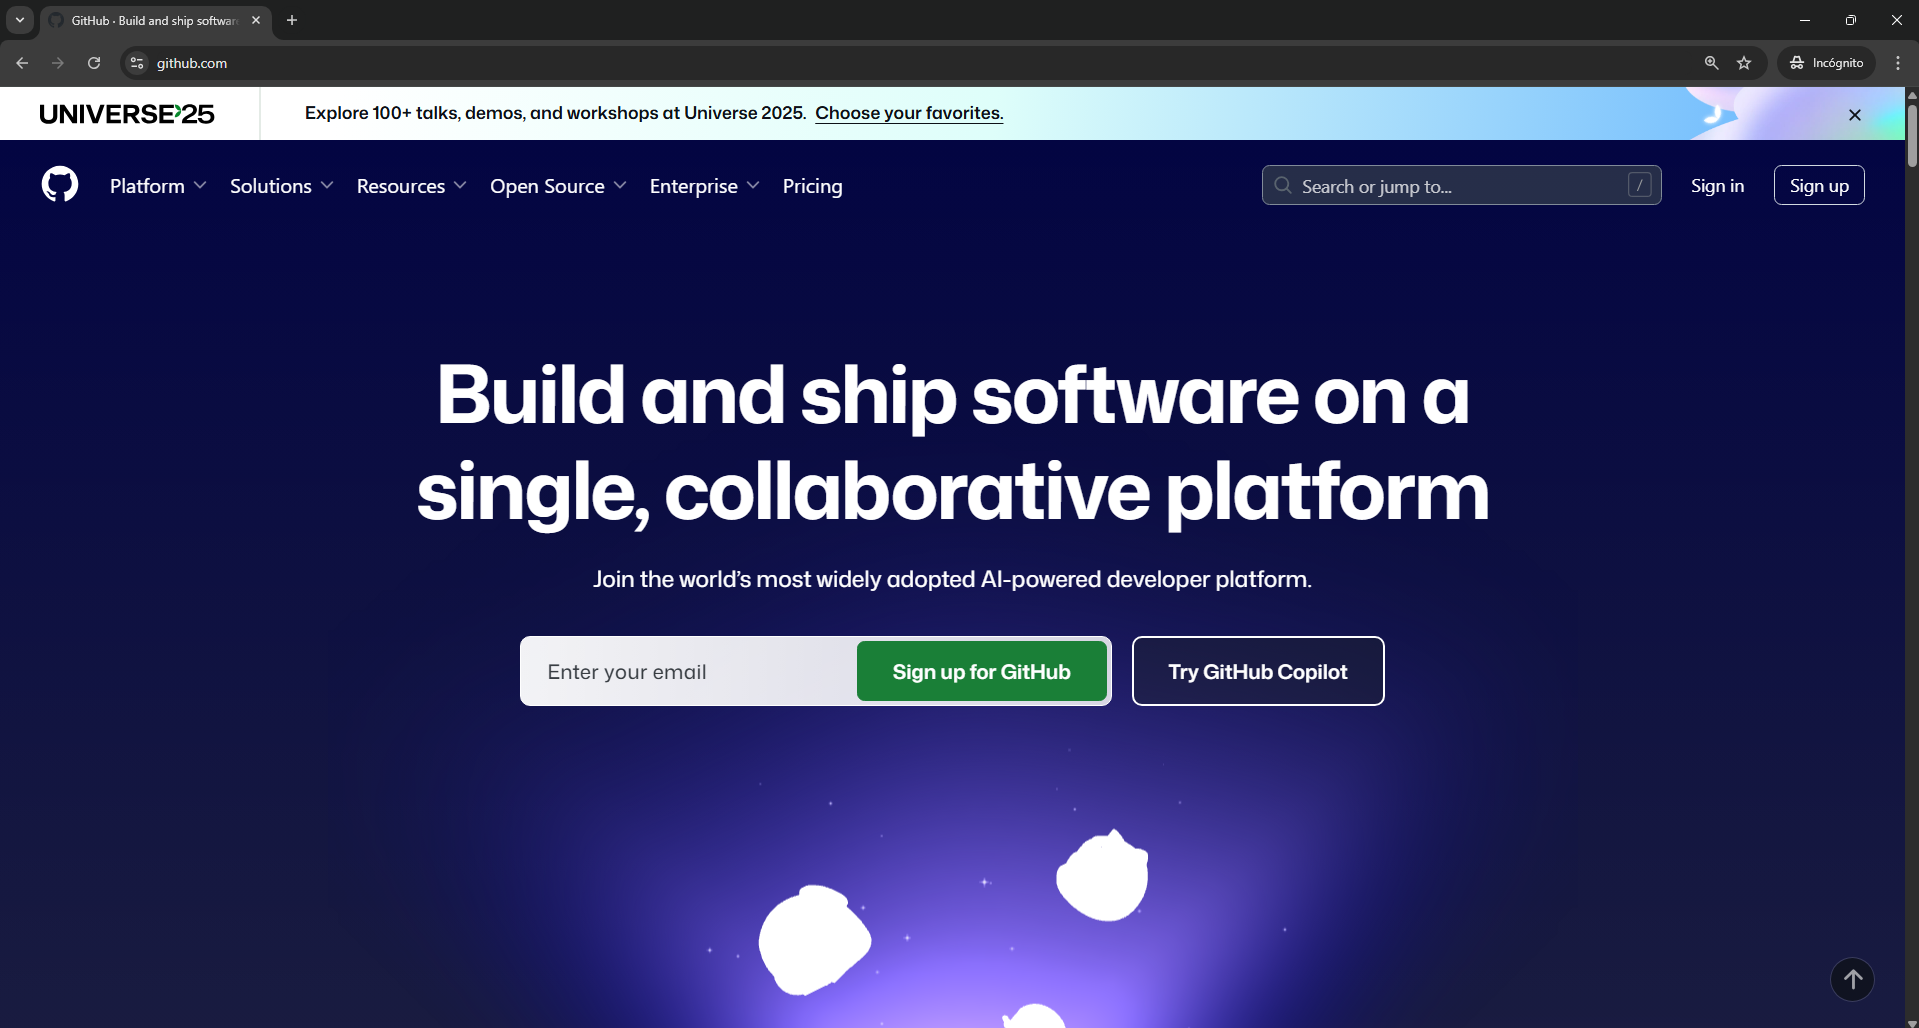 GitHub · Build and ship software
github.com
Incógnito
UNIVERSE'25
Explore 100+ talks, demos, and workshops at Universe 2025. Choose your favorites.
Platform Solutions Resources Open Source Enterprise Pricing
Search or jump to... /
Sign in
Sign up
Build and ship software on a
single, collaborative platform
Join the world’s most widely adopted AI-powered developer platform.
Enter your email
Sign up for GitHub
Try GitHub Copilot